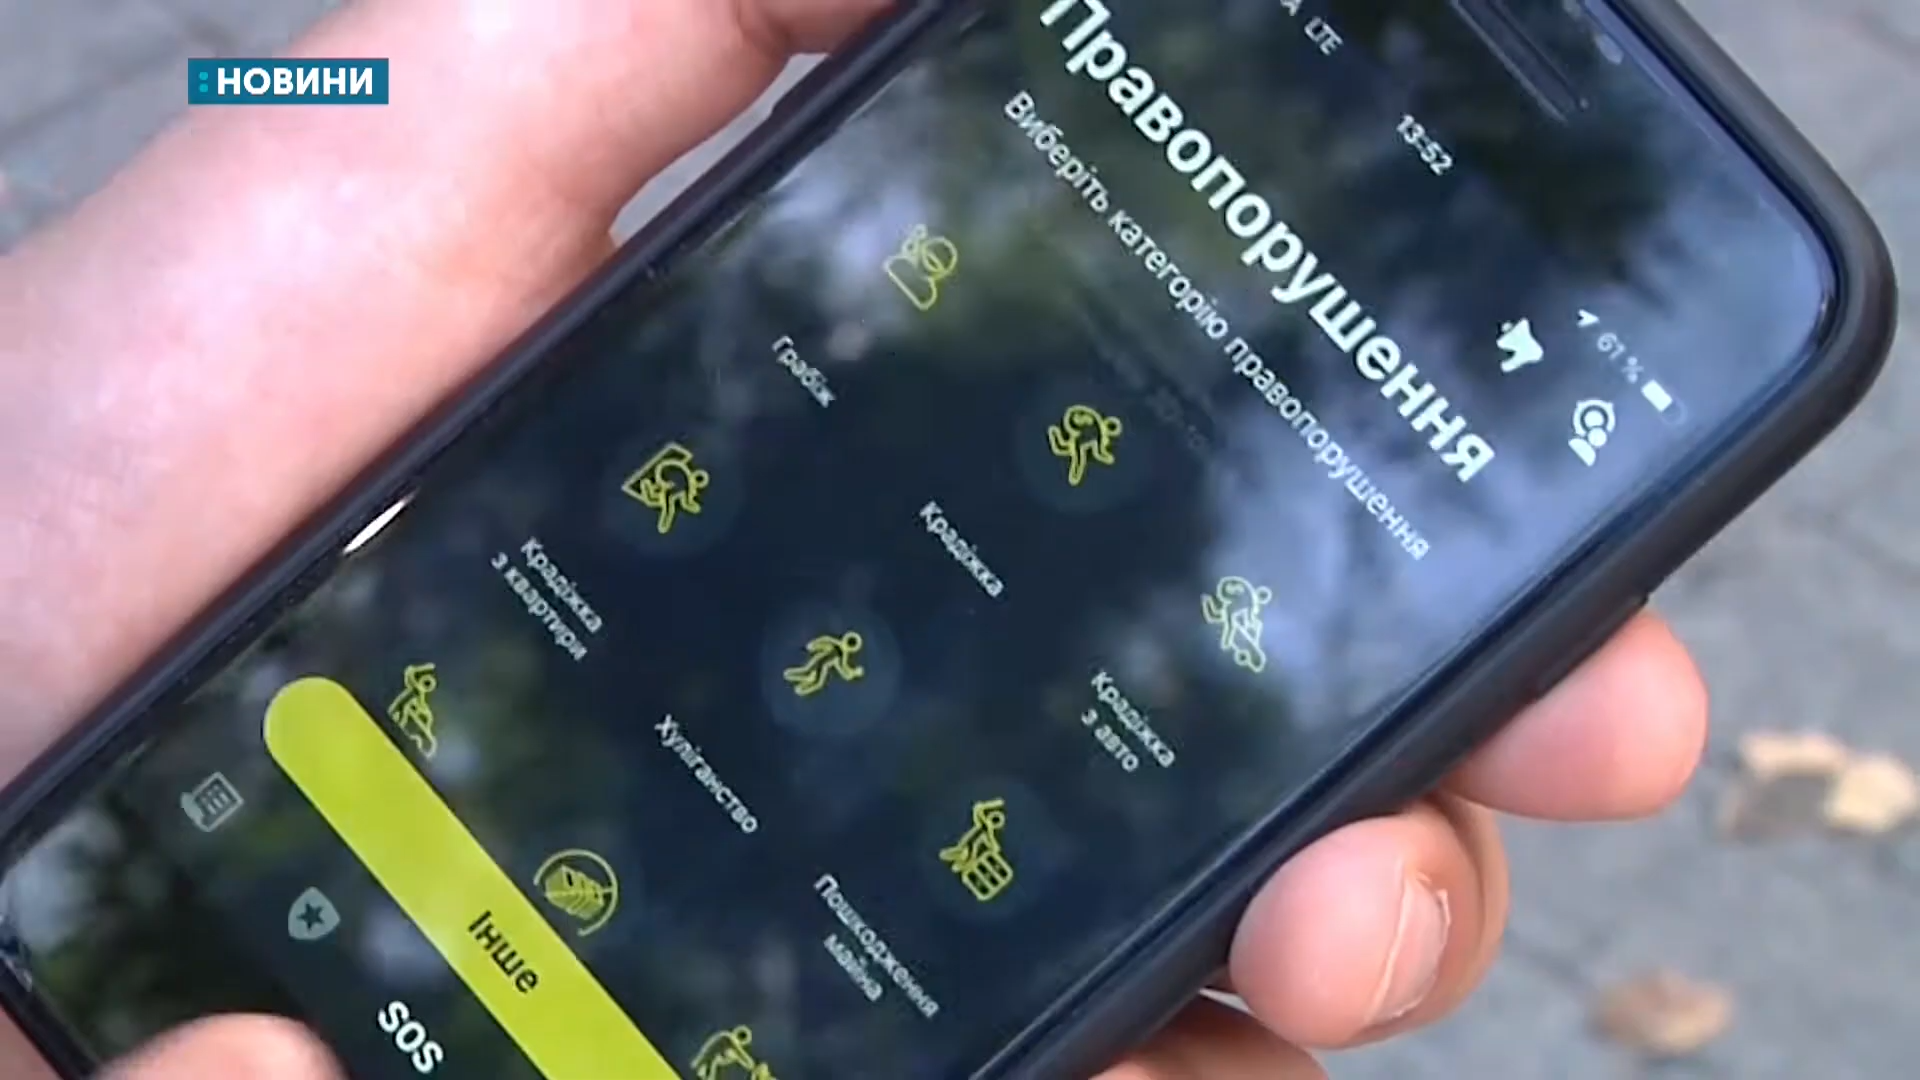 :НОВИНИ
LTE
13:52
61 %
Правопорушення
Виберіть категорію правопорушення
Грабіж
Крадіжка
Крадіжка
з авто
Крадіжка
з квартири
Хуліганство
Пошкодження
майна
Інше
SOS